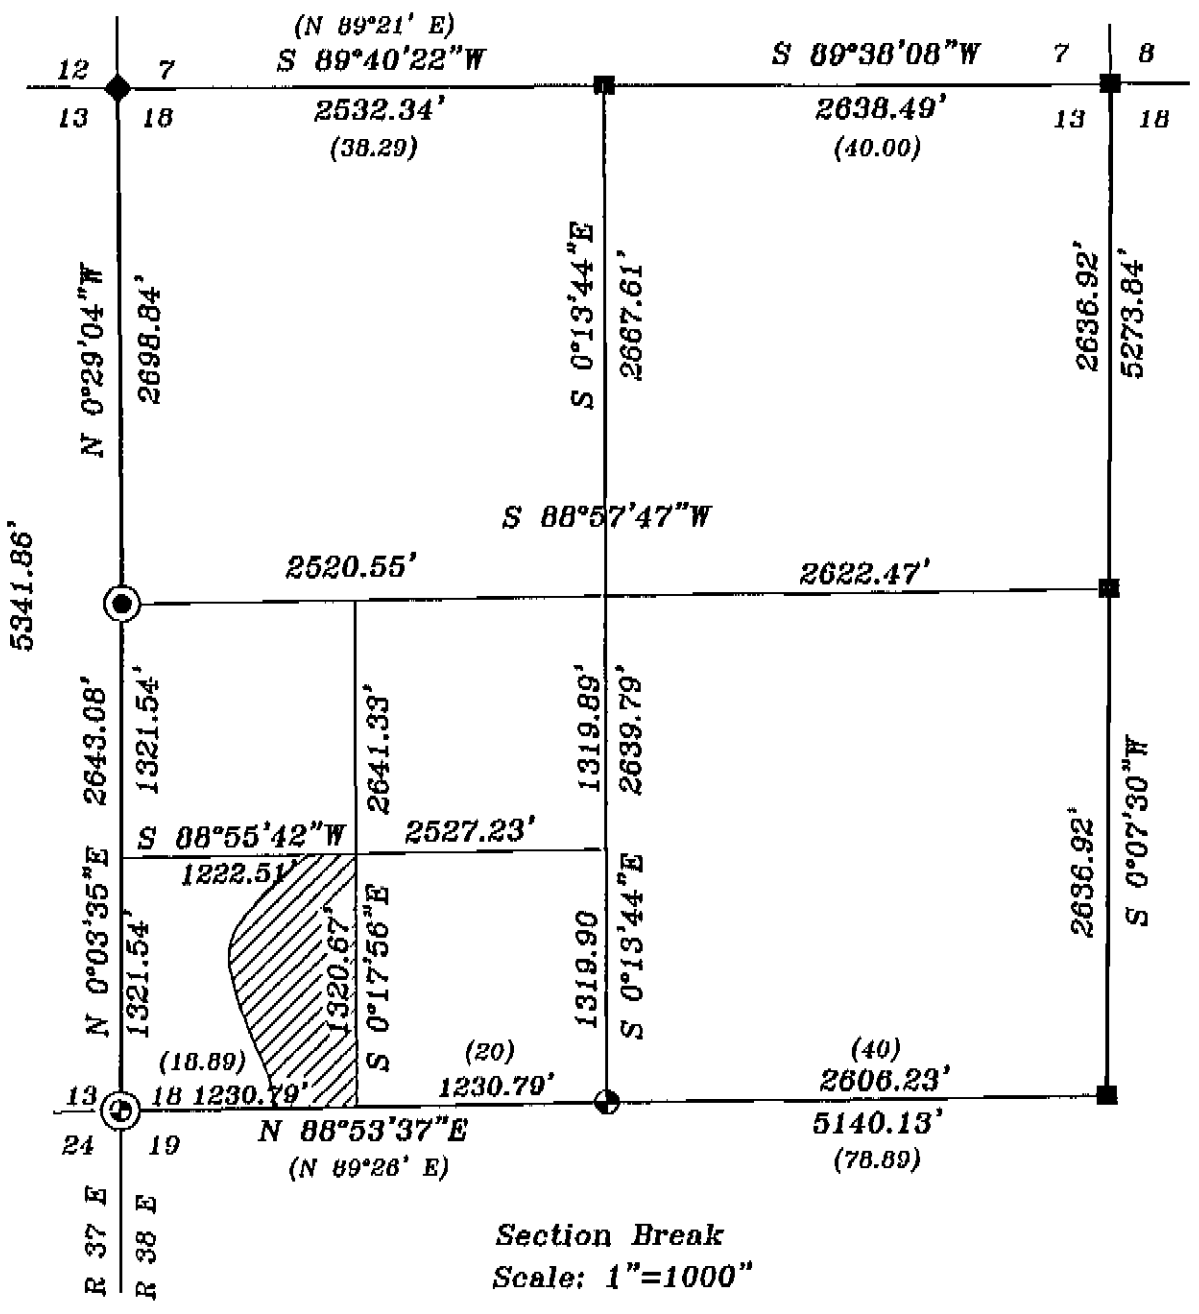 (N 89°21' E)
S 89°40'22"W
S 89°38'08"W
12 7
7 8
13 18
13 18
2532.34'
(38.29)
2638.49'
(40.00)
N 0°29'04"W
2698.84'
S 0°13'44"E
2667.61'
2636.92'
5273.84'
S 88°57'47"W
2520.55'
2622.47'
5341.86'
2643.08'
1321.54'
2641.33'
1319.89'
2639.79'
S 88°55'42"W
2527.23'
1222.51'
N 0°03'35"E
1321.54'
1320.67'
S 0°17'56"E
1319.90
S 0°13'44"E
2636.92'
S 0°07'30"W
(18.89)
(20)
(40)
13 18 1230.79'
1230.79'
2606.23'
24 19
N 88°53'37"E
(N 89°26' E)
5140.13'
(78.89)
R 37 E
R 38 E
Section Break
Scale: 1"=1000"